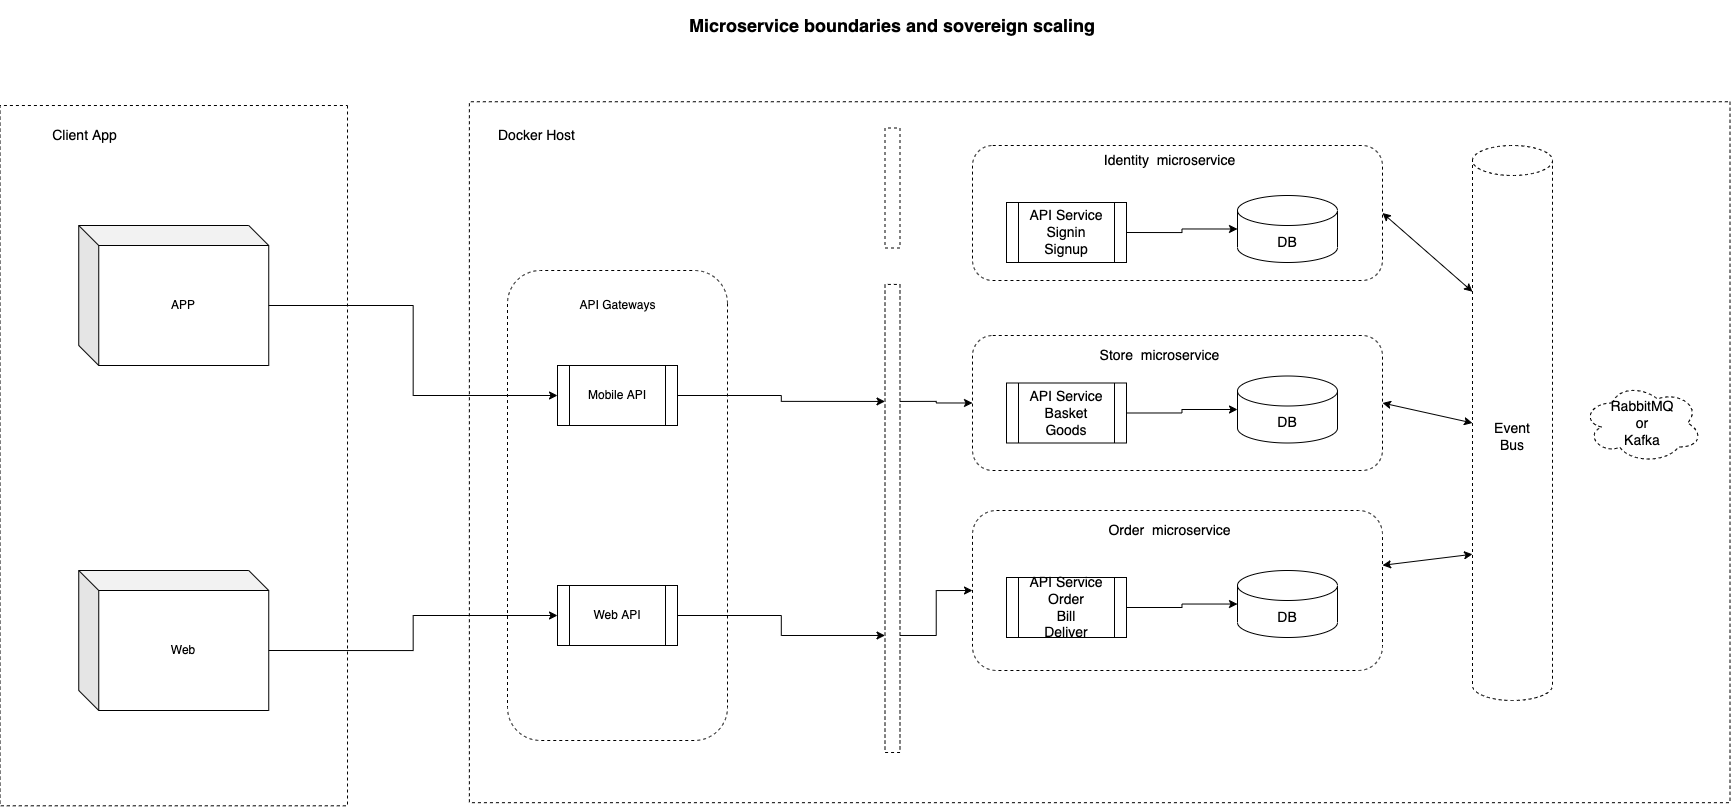 Microservice boundaries and sovereign scaling
Client App
APP
Web
Docker Host
API Gateways
Mobile API
Web API
Identity microservice
API Service
Signin
Signup
DB
Store microservice
API Service
Basket
Goods
DB
Order microservice
API Service
Order
Bill
Deliver
DB
Event
Bus
RabbitMQ
or
Kafka